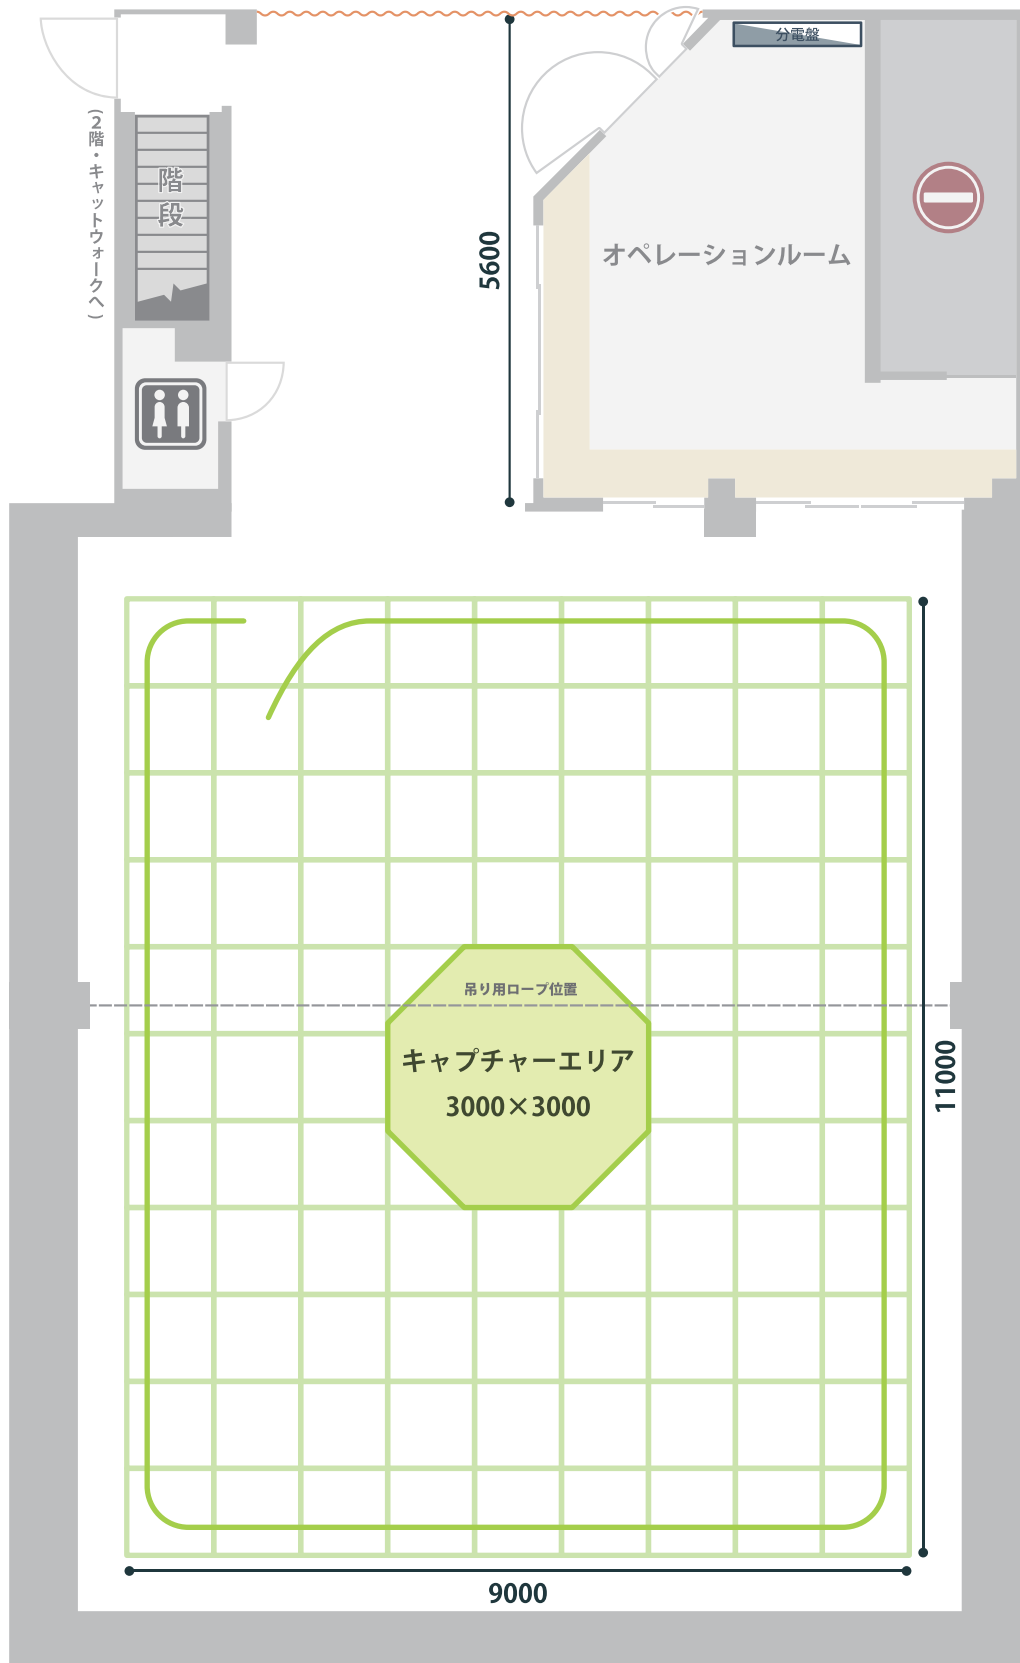 分電盤
(2階・キャットウォークへ)
階段
5600
オペレーションルーム
吊り用ロープ位置
キャプチャーエリア
3000×3000
11000
9000